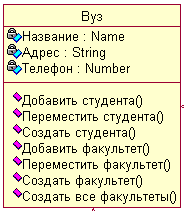 Вуз
Название : Name
Адрес : String
Телефон : Number
Добавить студента()
Переместить студента()
Создать студента()
Добавить факультет()
Переместить факультет()
Создать факультет()
Создать все факультеты()